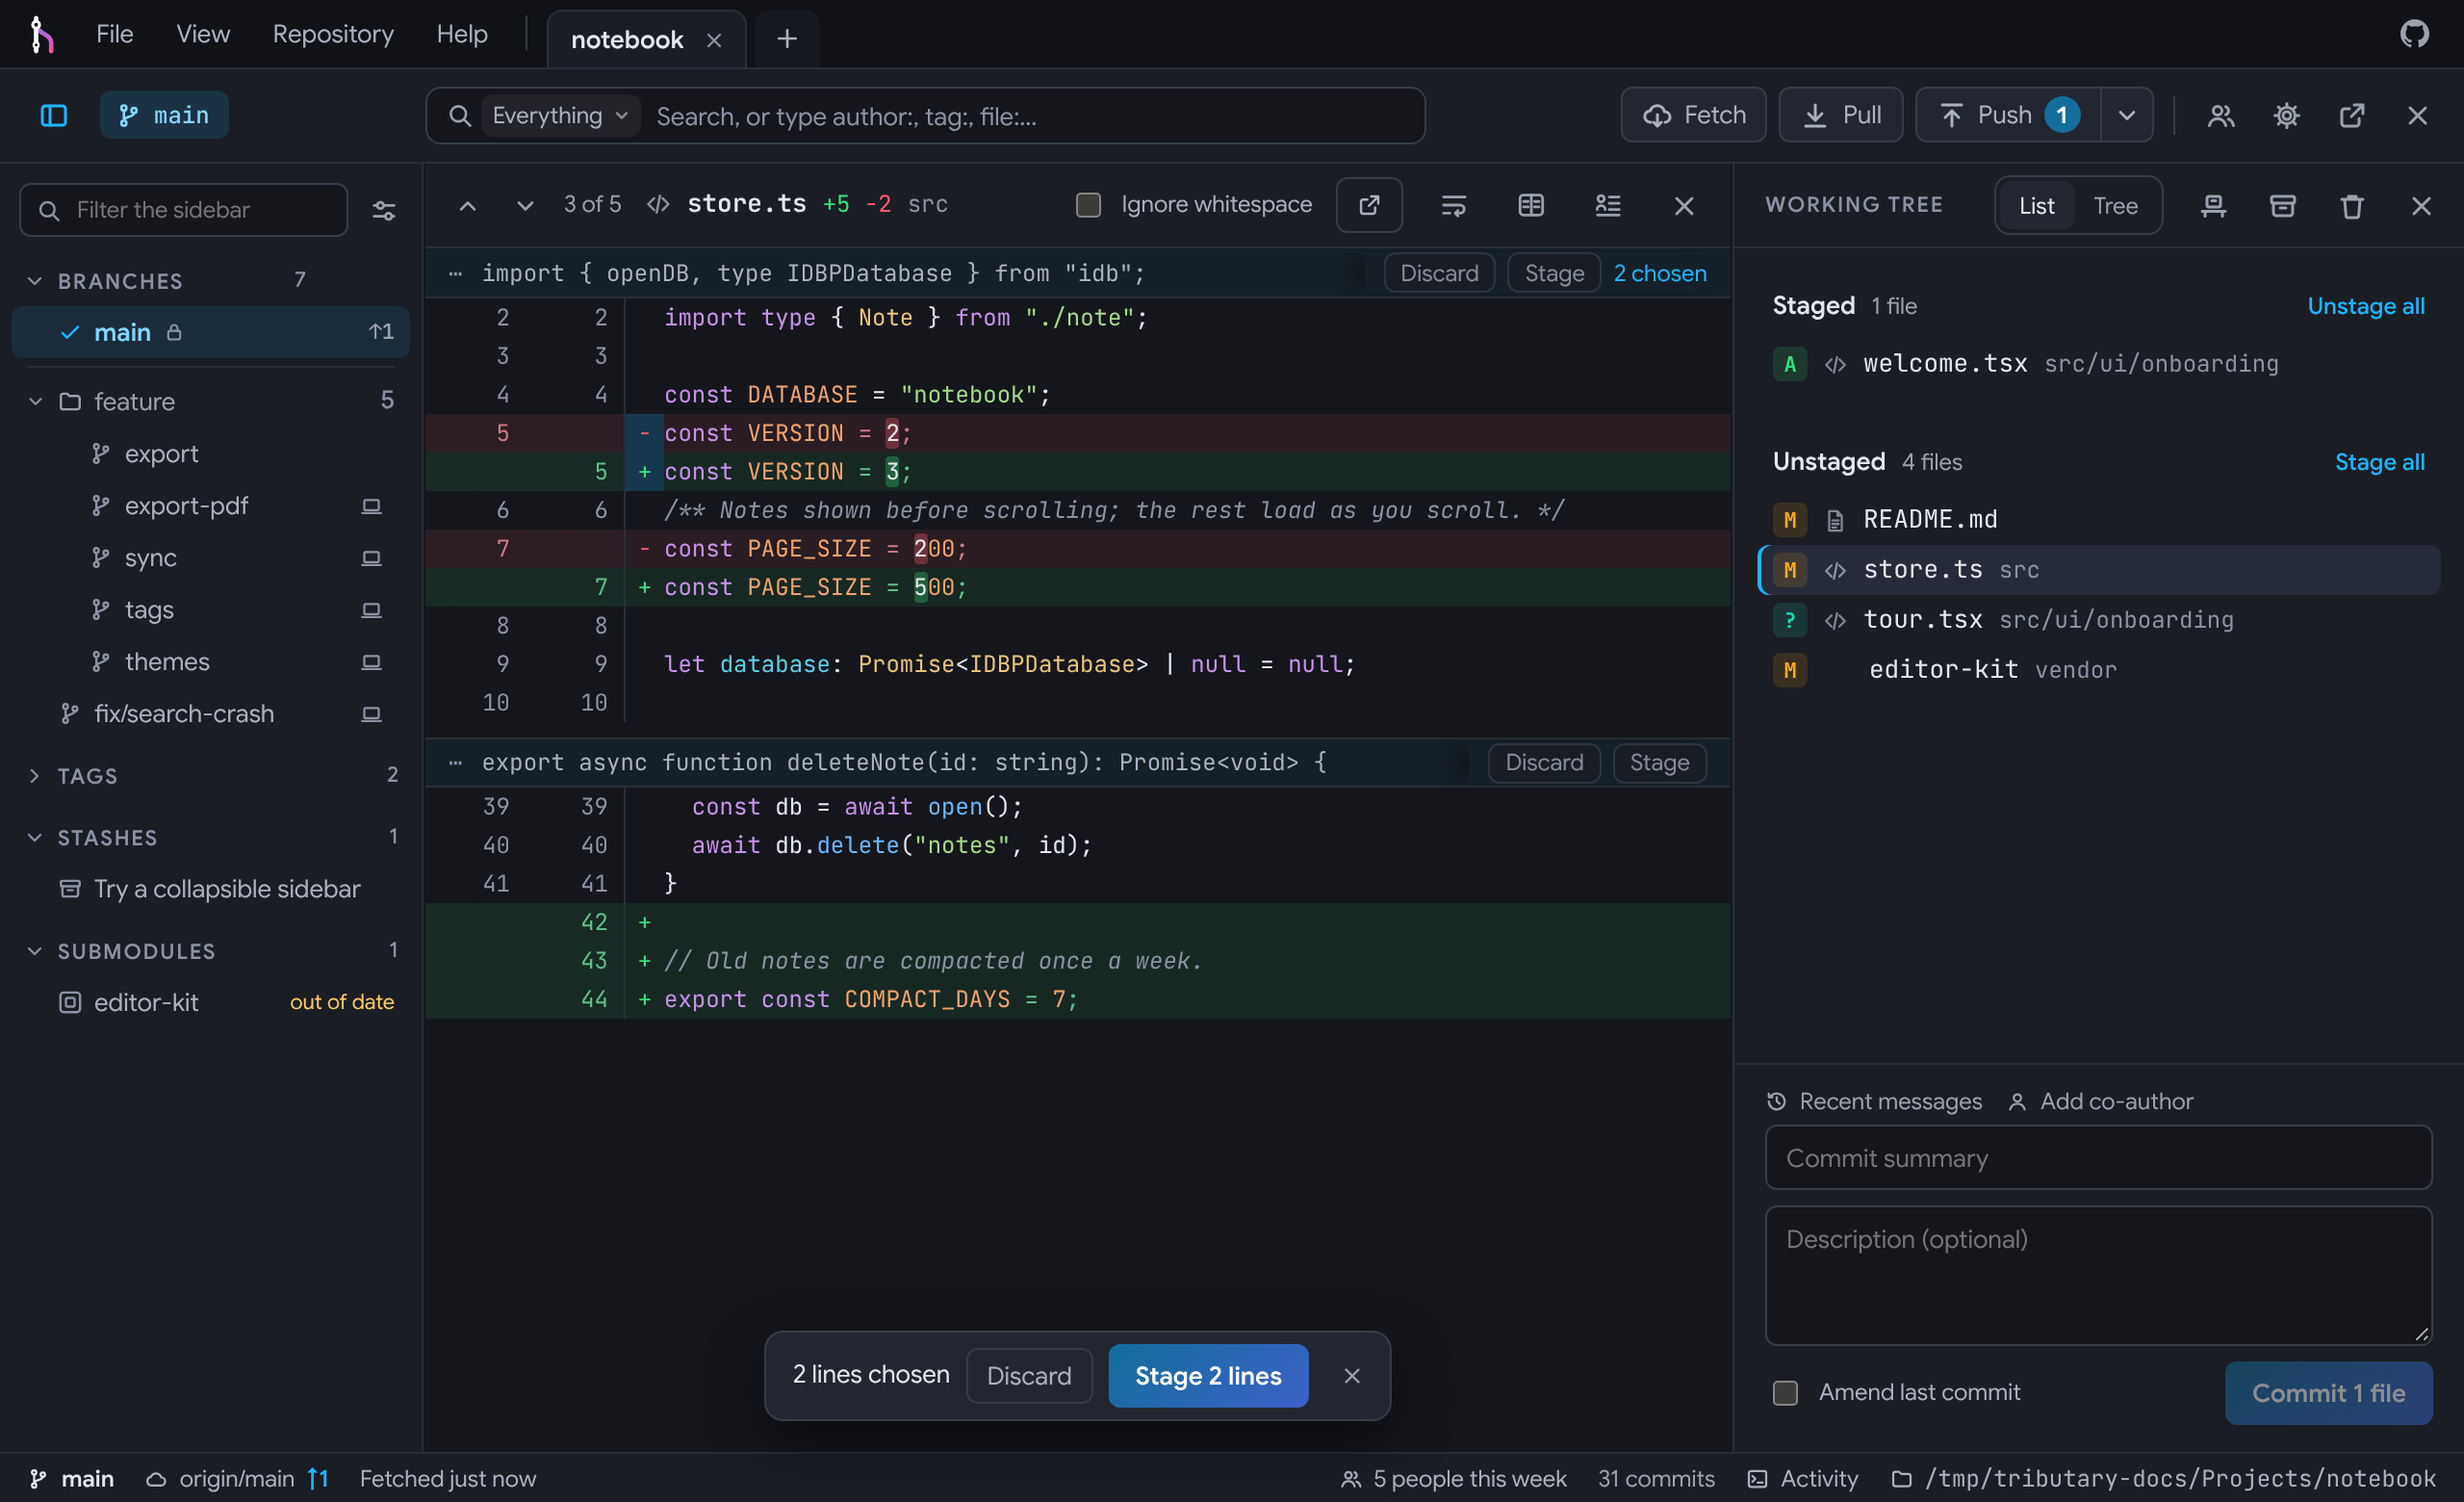 File View Repository Help notebook
main Everything Search, or type author:, tag:, file:... Fetch Pull Push 1
Filter the sidebar
BRANCHES 7
main ↑1
feature 5
export
export-pdf
sync
tags
themes
fix/search-crash
TAGS 2
STASHES 1
Try a collapsible sidebar
SUBMODULES 1
editor-kit out of date
3 of 5 store.ts +5 -2 src Ignore whitespace
import { openDB, type IDBPDatabase } from "idb"; Discard Stage 2 chosen
2 2 import type { Note } from "./note";
3 3
4 4 const DATABASE = "notebook";
5 - const VERSION = 2;
5 + const VERSION = 3;
6 6 /** Notes shown before scrolling; the rest load as you scroll. */
7 - const PAGE_SIZE = 200;
7 + const PAGE_SIZE = 500;
8 8
9 9 let database: Promise<IDBPDatabase> | null = null;
10 10
export async function deleteNote(id: string): Promise<void> { Discard Stage
39 39 const db = await open();
40 40 await db.delete("notes", id);
41 41 }
42 +
43 + // Old notes are compacted once a week.
44 + export const COMPACT_DAYS = 7;
2 lines chosen Discard Stage 2 lines
WORKING TREE List Tree
Staged 1 file Unstage all
A welcome.tsx src/ui/onboarding
Unstaged 4 files Stage all
M README.md
M store.ts src
? tour.tsx src/ui/onboarding
M editor-kit vendor
Recent messages Add co-author
Commit summary
Description (optional)
Amend last commit Commit 1 file
main origin/main ↑1 Fetched just now 5 people this week 31 commits Activity /tmp/tributary-docs/Projects/notebook